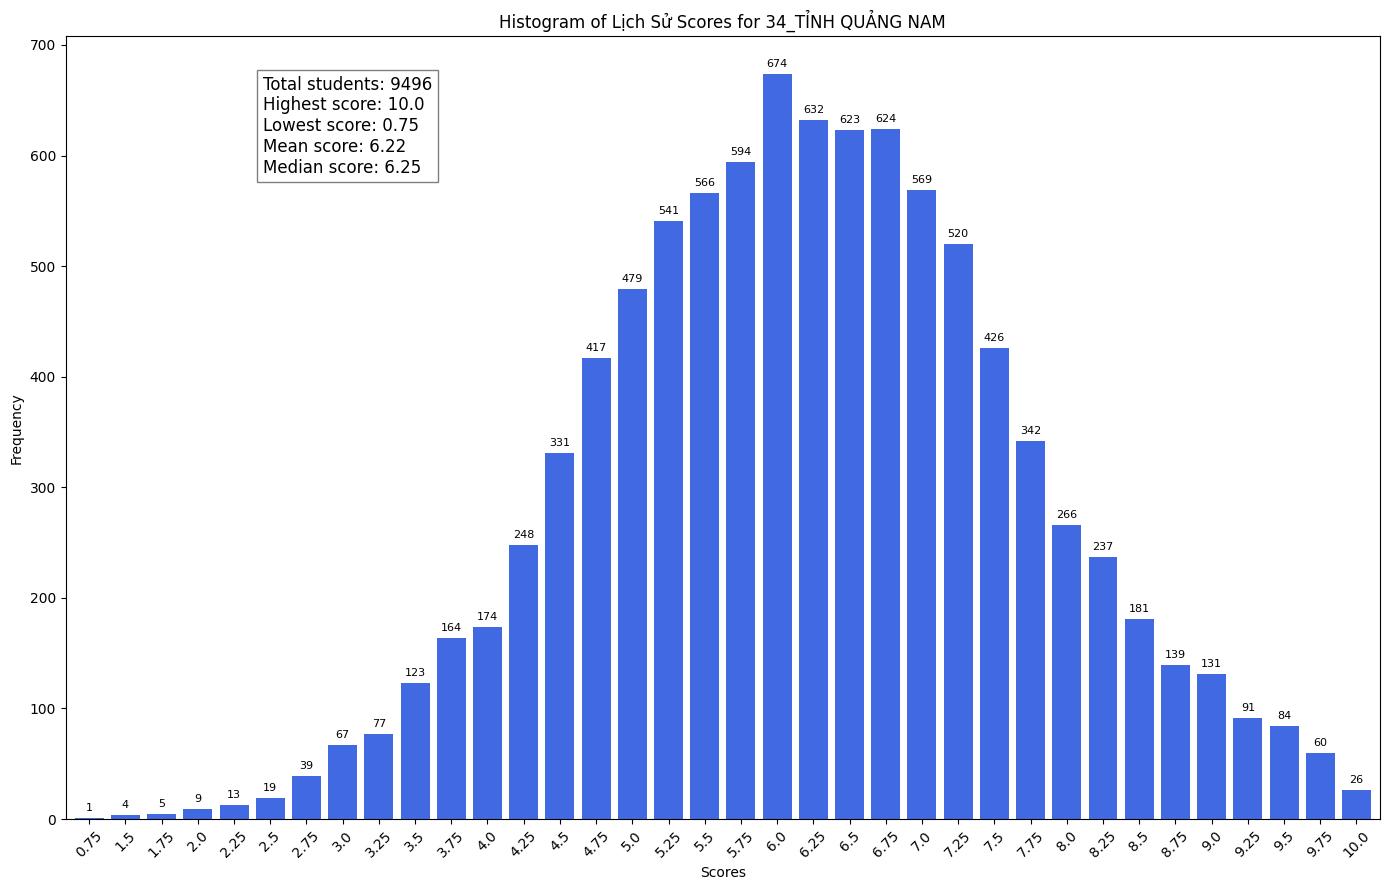 Histogram of Lịch Sử Scores for 34_TỈNH QUẢNG NAM
Total students: 9496
Highest score: 10.0
Lowest score: 0.75
Mean score: 6.22
Median score: 6.25
Frequency
700
600
500
400
300
200
100
0
1 4 5 9 13 19 39 67 77 123 164 174 248 331 417 479 541 566 594 674 632 623 624 569 520 426 342 266 237 181 139 131 91 84 60 26
0.75 1.5 1.75 2.0 2.25 2.5 2.75 3.0 3.25 3.5 3.75 4.0 4.25 4.5 4.75 5.0 5.25 5.5 5.75 6.0 6.25 6.5 6.75 7.0 7.25 7.5 7.75 8.0 8.25 8.5 8.75 9.0 9.25 9.5 9.75 10.0
Scores